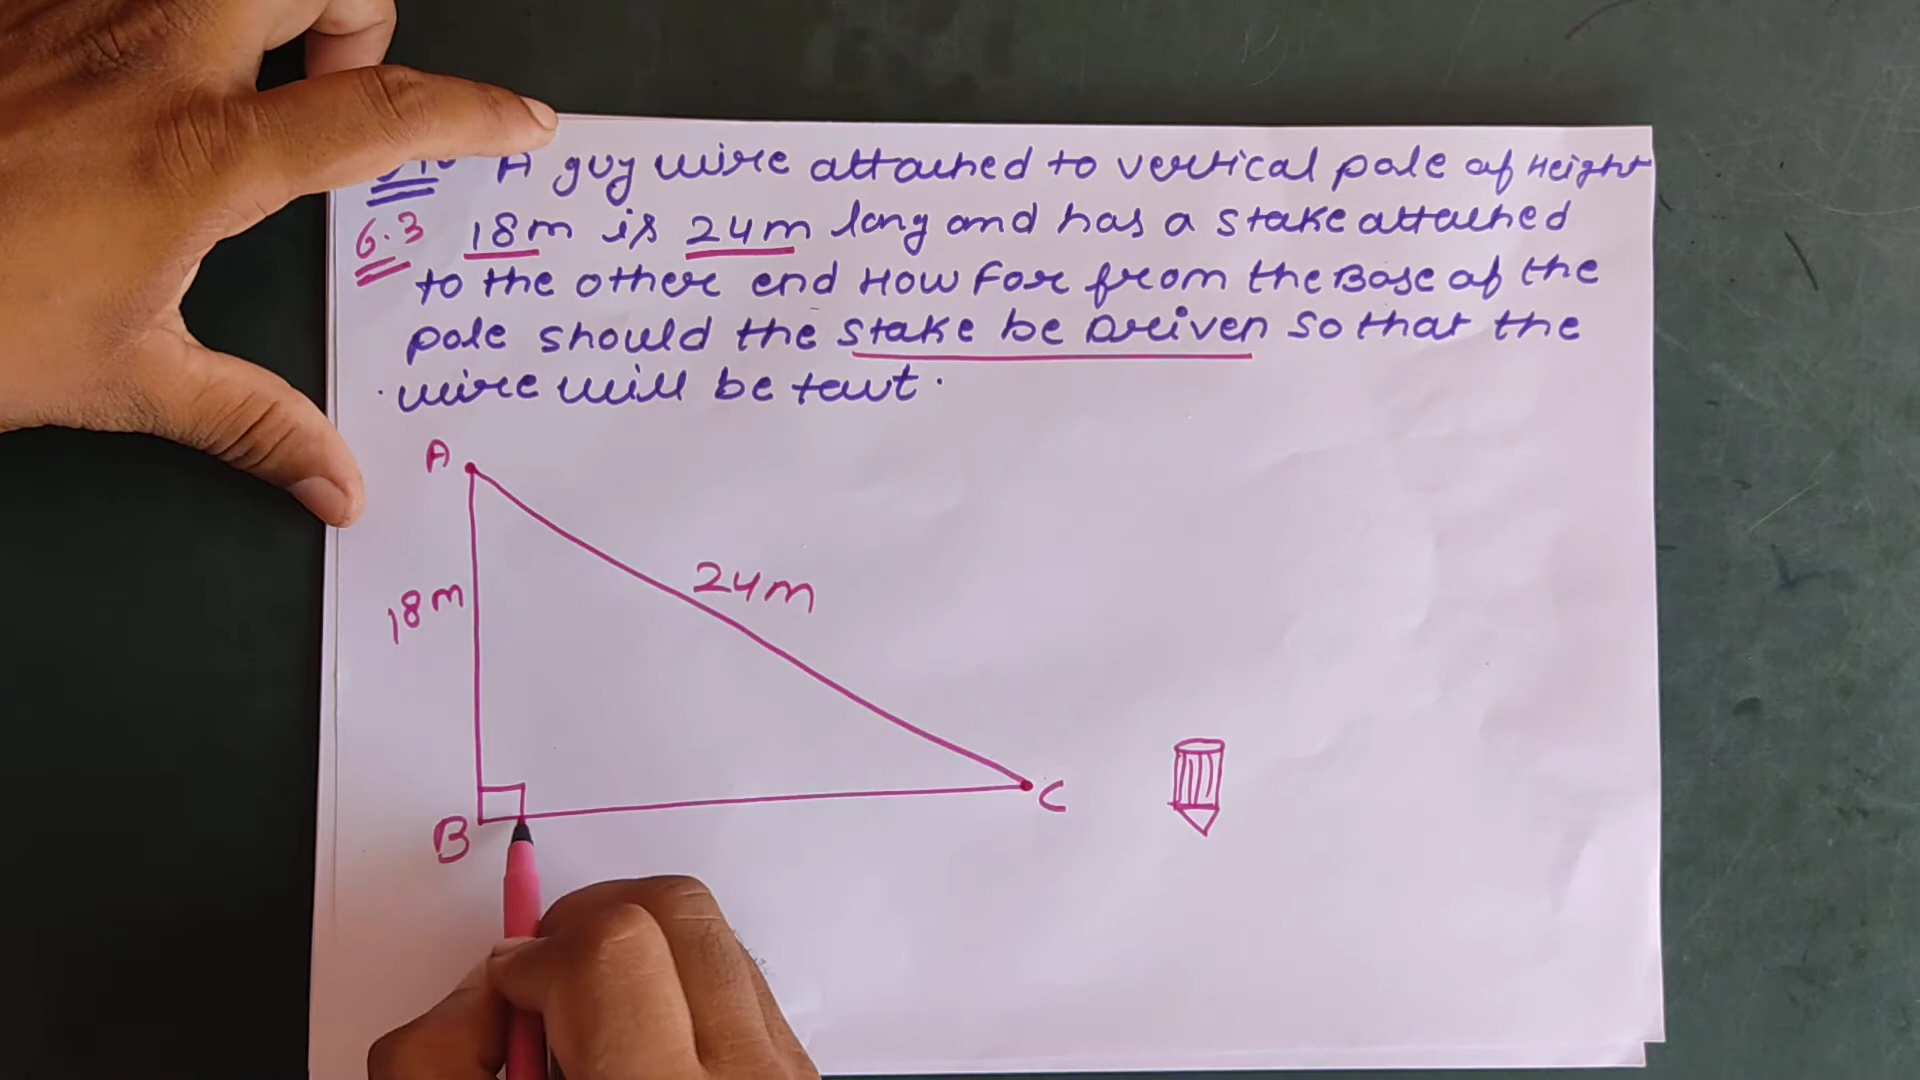 A guy wire attached to vertical pole of Height
6.3 18m is 24m long and has a stake attached
to the other end How Far from the Base of the
pole should the stake be Driven so that the
wire will be taut.
A
18m
24m
B
C